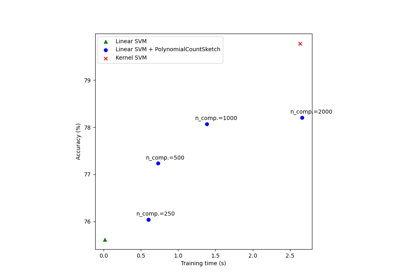 Linear SVM
Linear SVM + PolynomialCountSketch
Kernel SVM
79
n_comp.=2000
n_comp.=1000
78
Accuracy (%)
n_comp.=500
77
n_comp.=250
76
0.0 0.5 1.0 1.5 2.0 2.5
Training time (s)